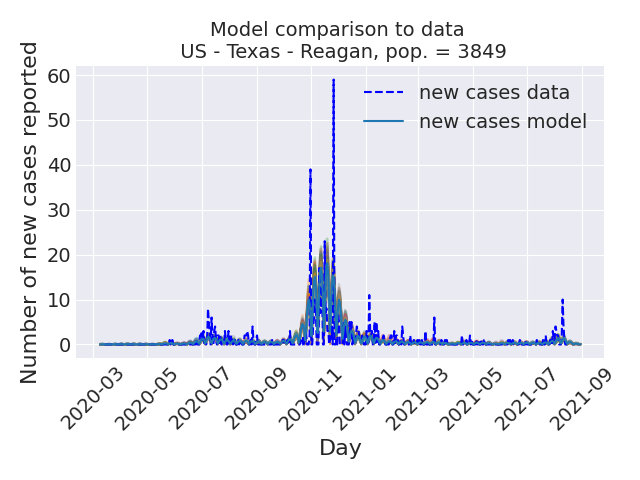 Model comparison to data
US - Texas - Reagan, pop. = 3849
Number of new cases reported
60
50
40
30
20
10
0
new cases data
new cases model
2020-03
2020-05
2020-07
2020-09
2020-11
2021-01
2021-03
2021-05
2021-07
2021-09
Day